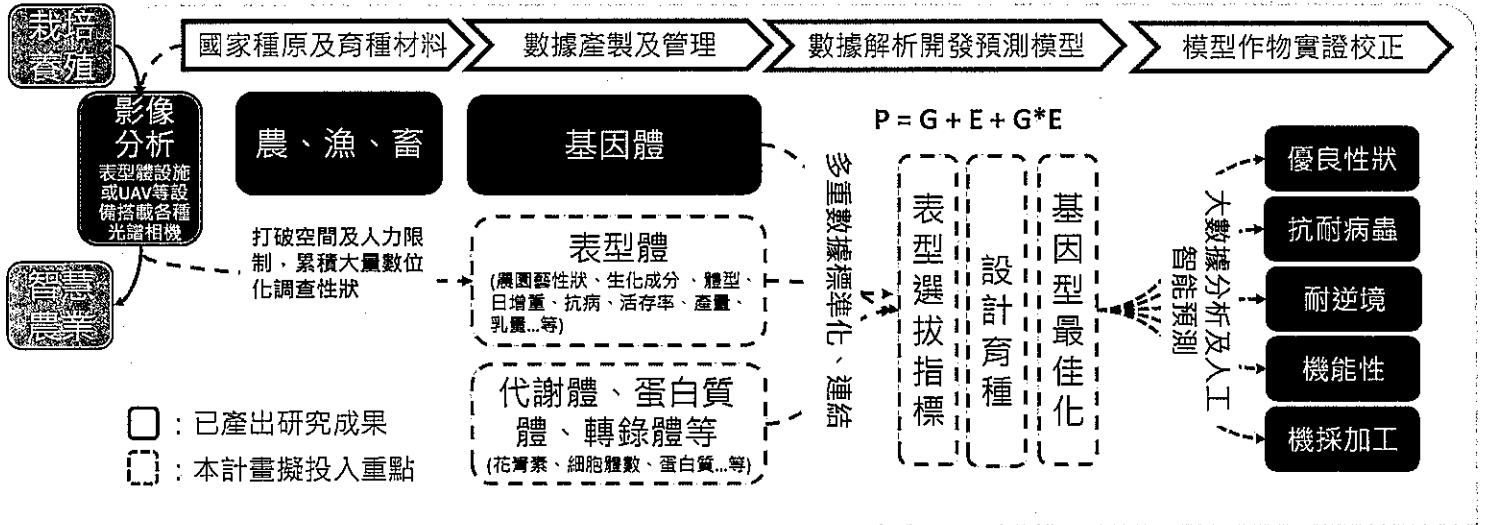 栽培
養殖
國家種原及育種材料
數據產製及管理
數據解析開發預測模型
模型作物實證校正
影像
分析
表型體設施
或UAV等設
備搭載各種
光譜相機
智慧
農業
農、漁、畜
打破空間及人力限
制，累積大量數位
化調查性狀
基因體
表型體
(農園藝性狀、生化成分、體型、
日增重、抗病、活存率、產量、
乳量...等)
代謝體、蛋白質
體、轉錄體等
(花青素、細胞體數、蛋白質...等)
多重數據標準化、連結
P = G + E + G*E
表型選拔指標
設計育種
基因型最佳化
大數據分析及人工
智能預測
優良性狀
抗耐病蟲
耐逆境
機能性
機採加工
：已產出研究成果
：本計畫擬投入重點